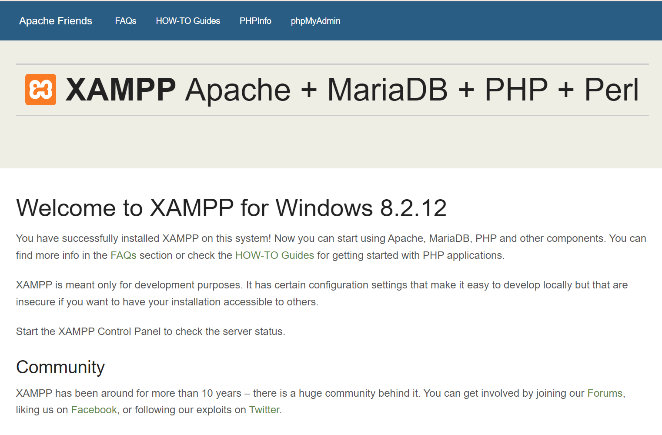 Apache Friends FAQs HOW-TO Guides PHPInfo phpMyAdmin
XAMPP Apache + MariaDB + PHP + Perl
Welcome to XAMPP for Windows 8.2.12
You have successfully installed XAMPP on this system! Now you can start using Apache, MariaDB, PHP and other components. You can
find more info in the FAQs section or check the HOW-TO Guides for getting started with PHP applications.
XAMPP is meant only for development purposes. It has certain configuration settings that make it easy to develop locally but that are
insecure if you want to have your installation accessible to others.
Start the XAMPP Control Panel to check the server status.
Community
XAMPP has been around for more than 10 years – there is a huge community behind it. You can get involved by joining our Forums,
liking us on Facebook, or following our exploits on Twitter.